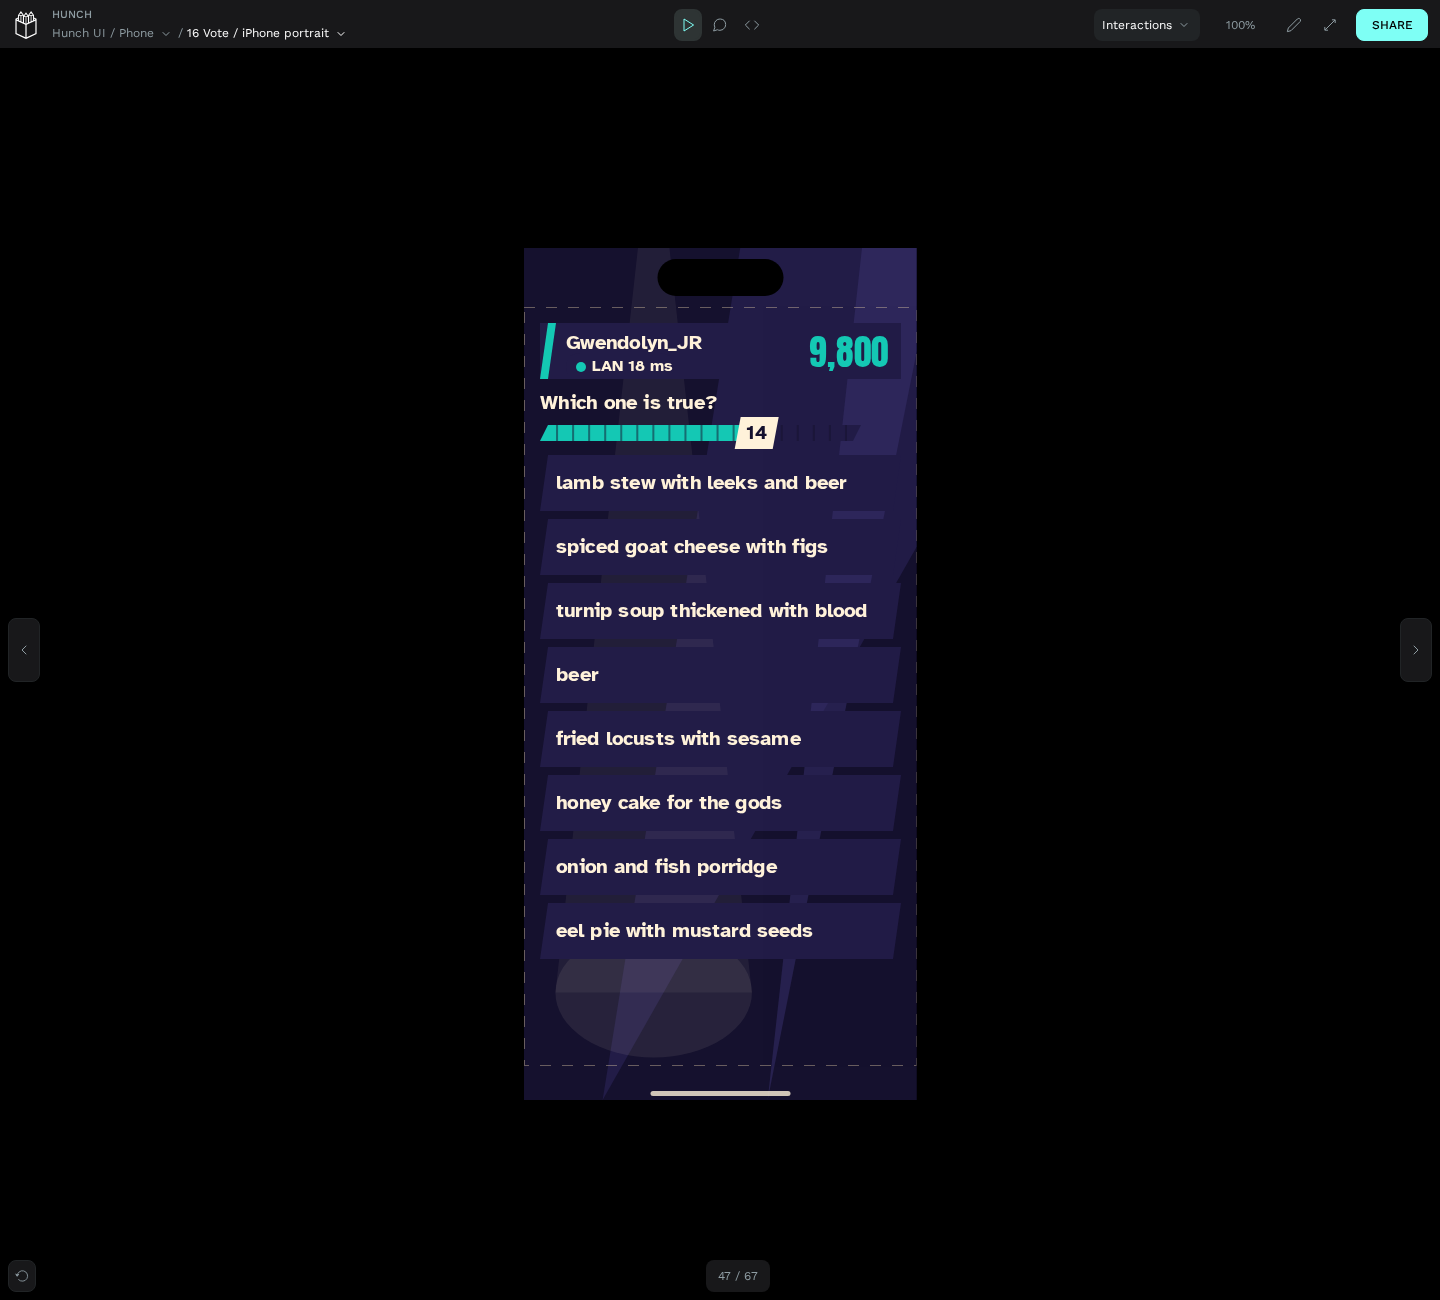 HUNCH
Hunch UI / Phone / 16 Vote / iPhone portrait
Interactions
100%
SHARE
Gwendolyn_JR
LAN 18 ms
9,800
Which one is true?
14
lamb stew with leeks and beer
spiced goat cheese with figs
turnip soup thickened with blood
beer
fried locusts with sesame
honey cake for the gods
onion and fish porridge
eel pie with mustard seeds
47 / 67